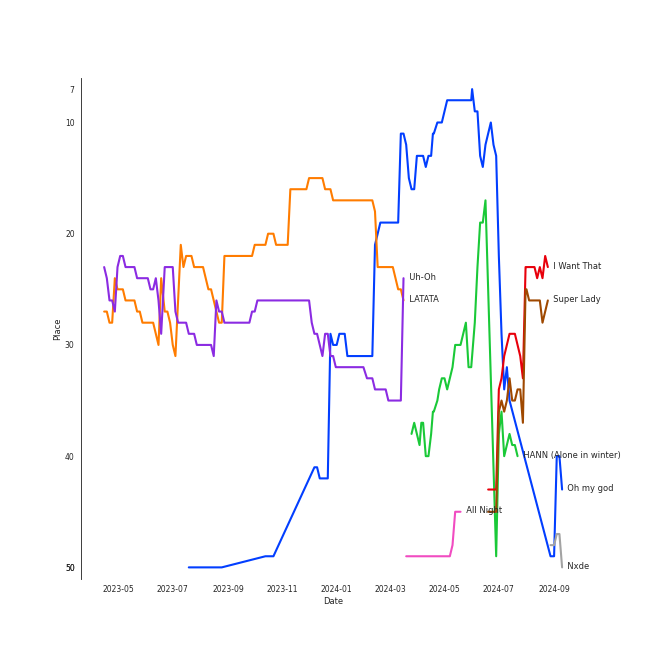 7
10
20
30
40
50
50
Place
Uh-Oh
LATATA
I Want That
Super Lady
HANN (Alone in winter)
Oh my god
All Night
Nxde
2023-05 2023-07 2023-09 2023-11 2024-01 2024-03 2024-05 2024-07 2024-09
Date